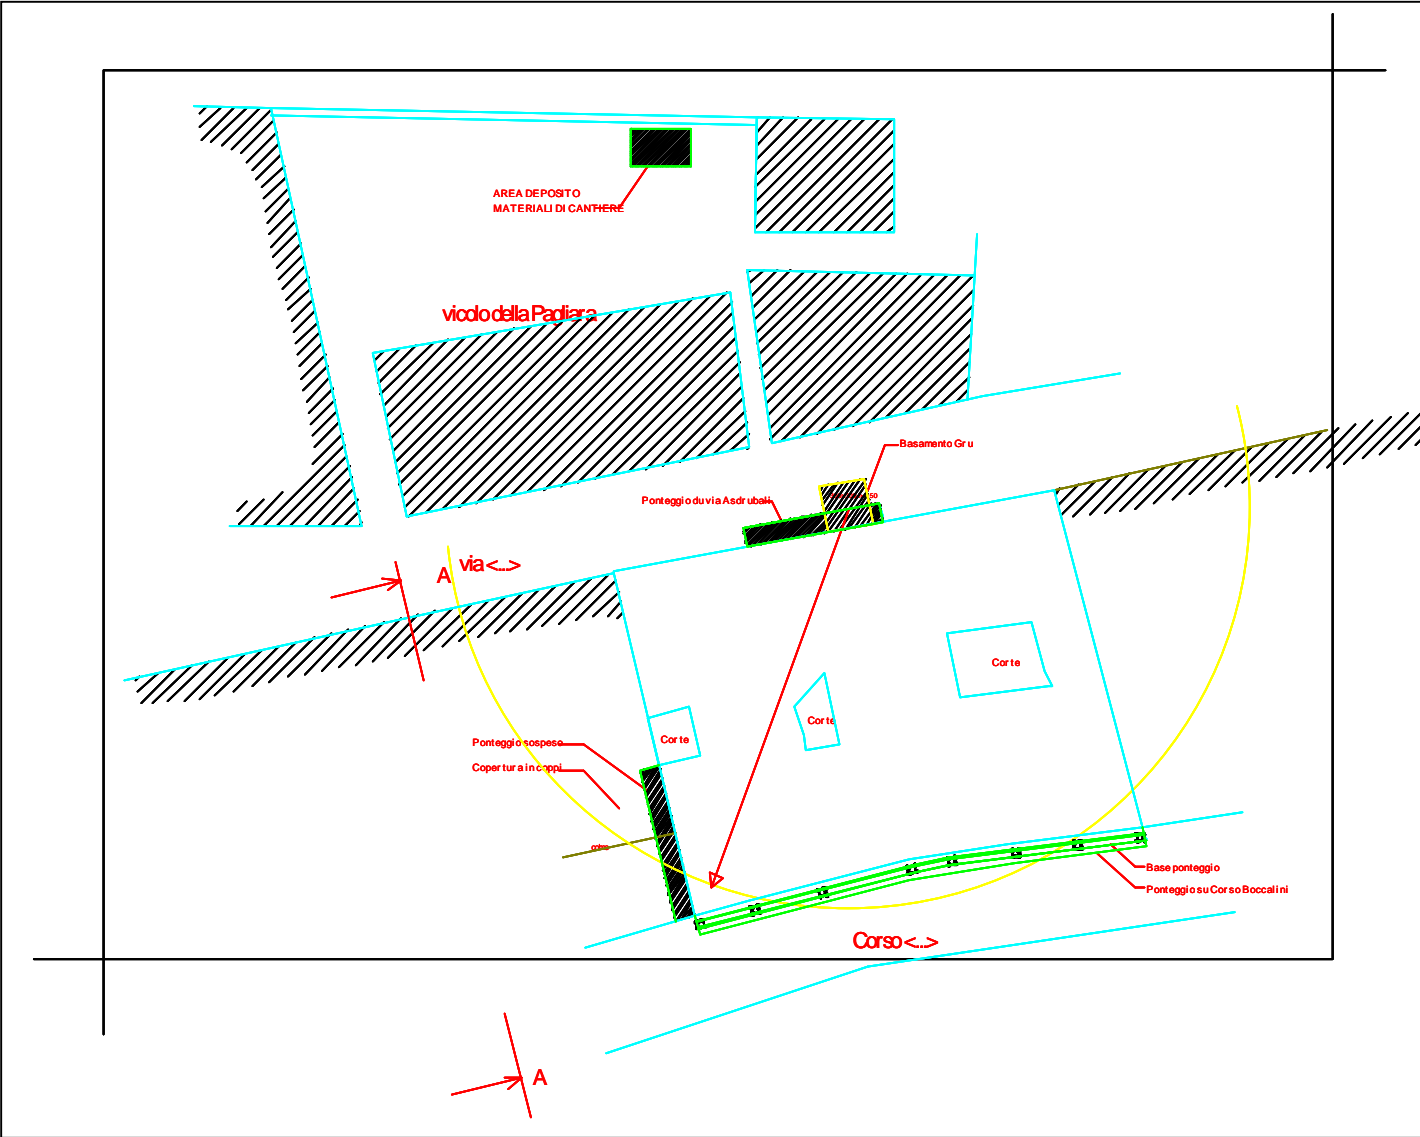 AREA DEPOSITO
MATERIALI DI CANTIERE
vicolo della Pagliara
Basamento Gru
Ponteggio du via Asdrubali
A
via <...>
Corte
Corte
Corte
Ponteggio sospeso
Copertura in coppi
Base ponteggio
Ponteggio su Corso Boccalini
Corso <...>
A